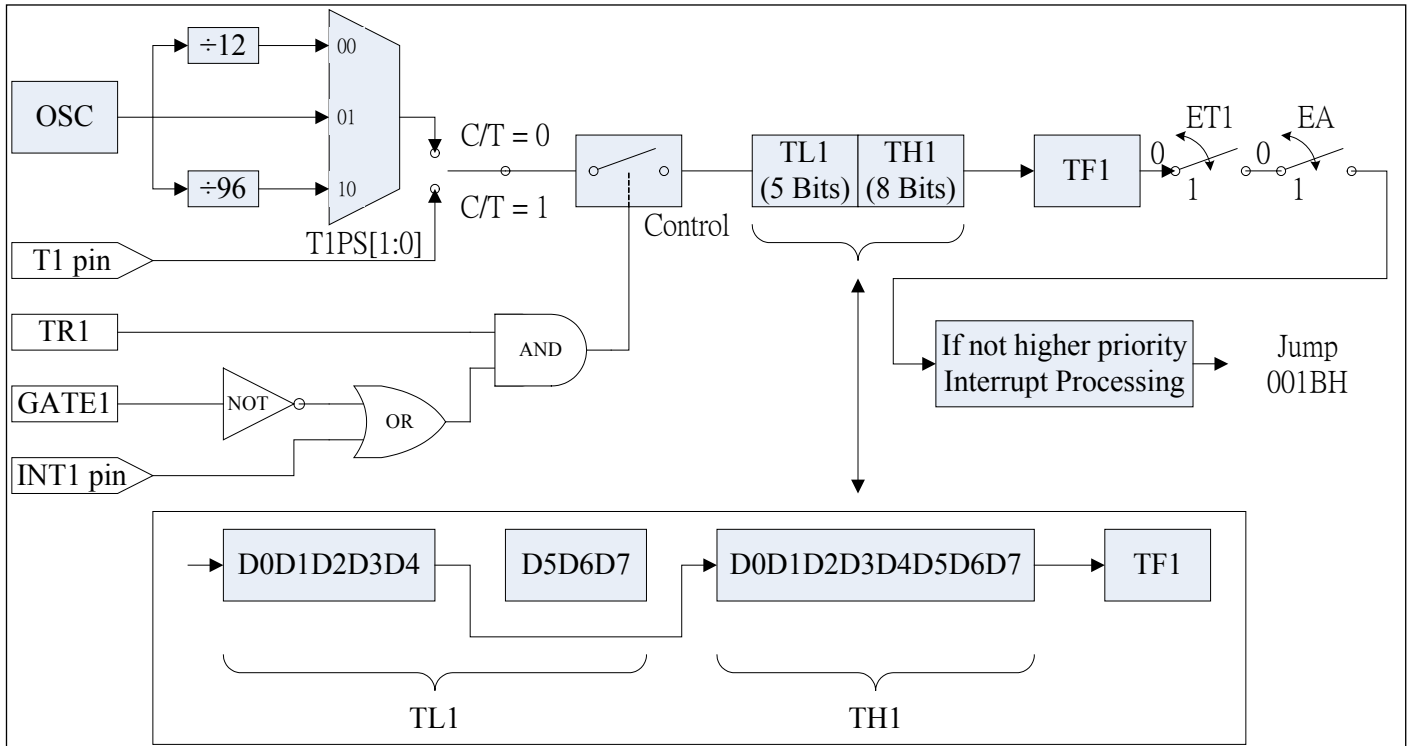 ÷12
00
OSC
01
÷96
10
T1PS[1:0]
C/T = 0
C/T = 1
T1 pin
TR1
GATE1
INT1 pin
NOT
OR
AND
Control
TL1
(5 Bits)
TH1
(8 Bits)
TF1
ET1
0
1
EA
0
1
If not higher priority
Interrupt Processing
Jump
001BH
D0D1D2D3D4
D5D6D7
D0D1D2D3D4D5D6D7
TF1
TL1
TH1